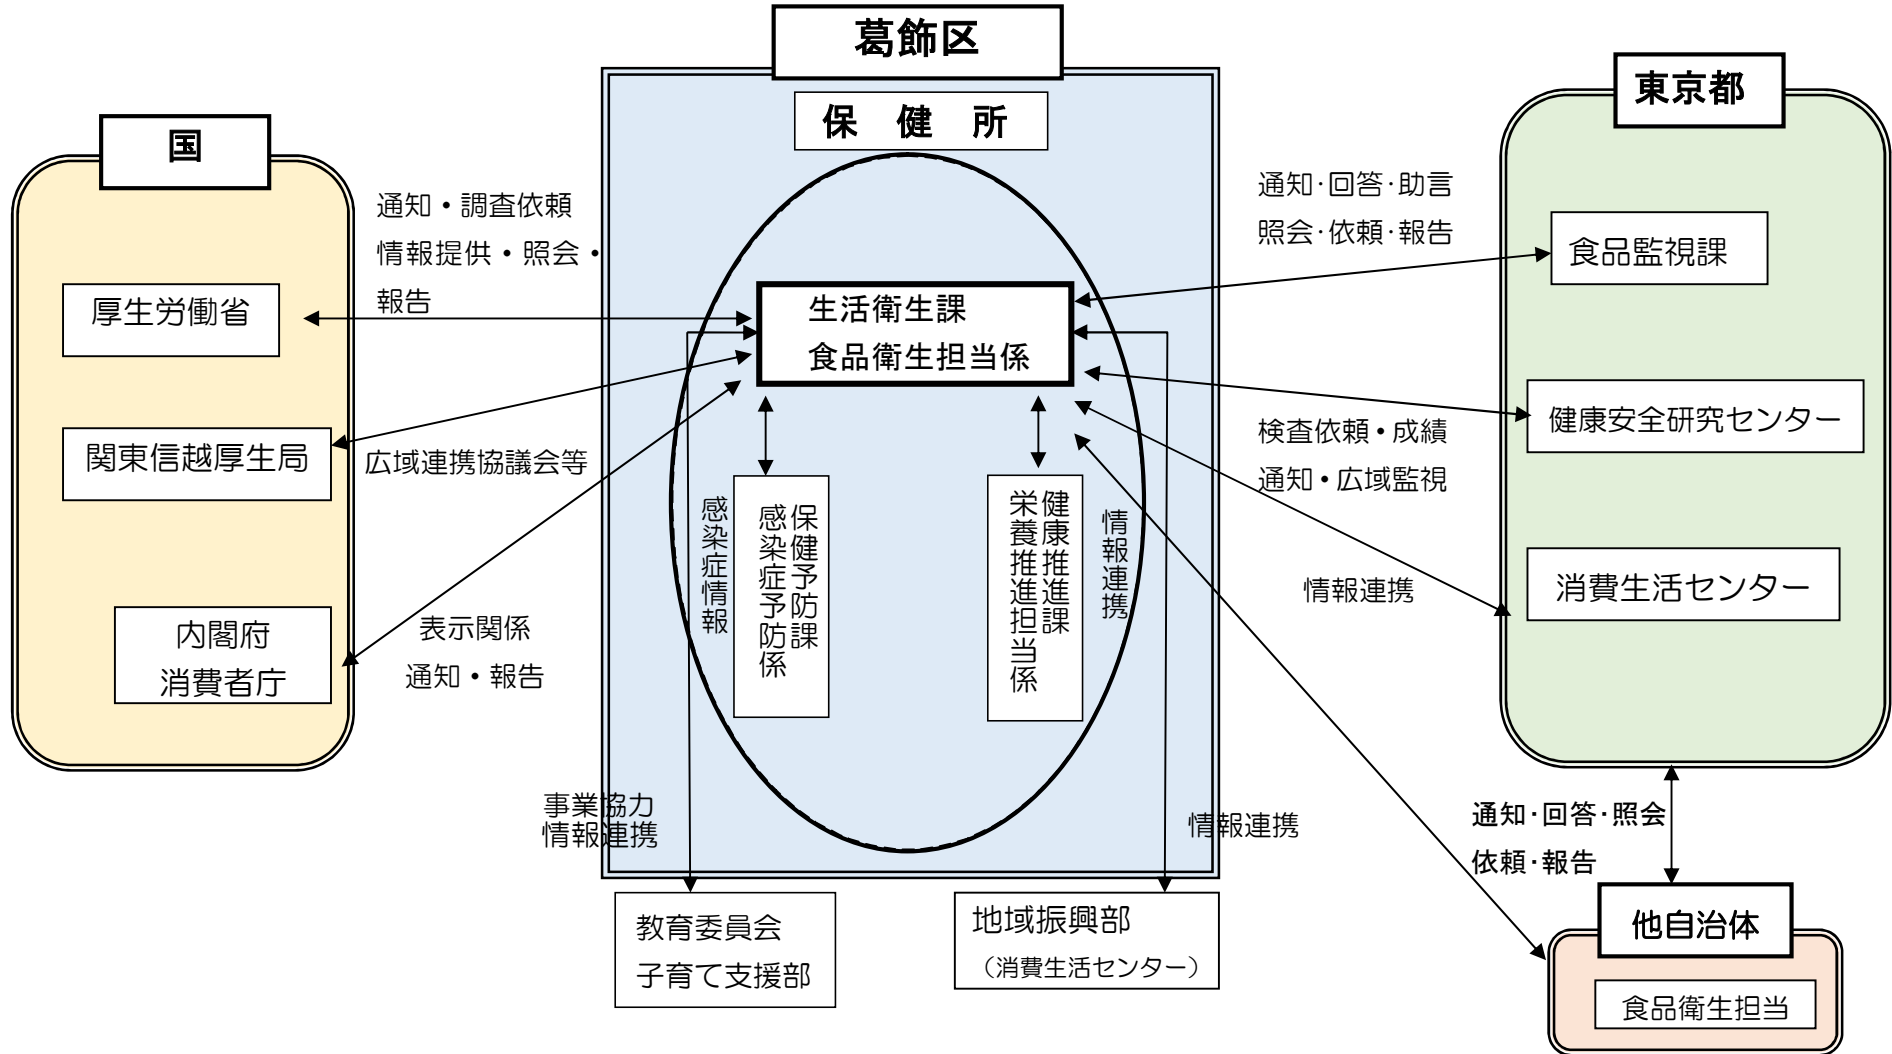 葛飾区
保 健 所
国
通知・調査依頼
情報提供・照会・
報告
厚生労働省
関東信越厚生局
広域連携協議会等
内閣府
消費者庁
表示関係
通知・報告
生活衛生課
食品衛生担当係
感染症情報
保健予防課
感染症予防係
健康推進課
栄養推進担当係
情報連携
事業協力
情報連携
情報連携
教育委員会
子育て支援部
地域振興部
（消費生活センター）
東京都
通知・回答・助言
照会・依頼・報告
食品監視課
健康安全研究センター
検査依頼・成績
通知・広域監視
消費生活センター
情報連携
通知・回答・照会
依頼・報告
他自治体
食品衛生担当